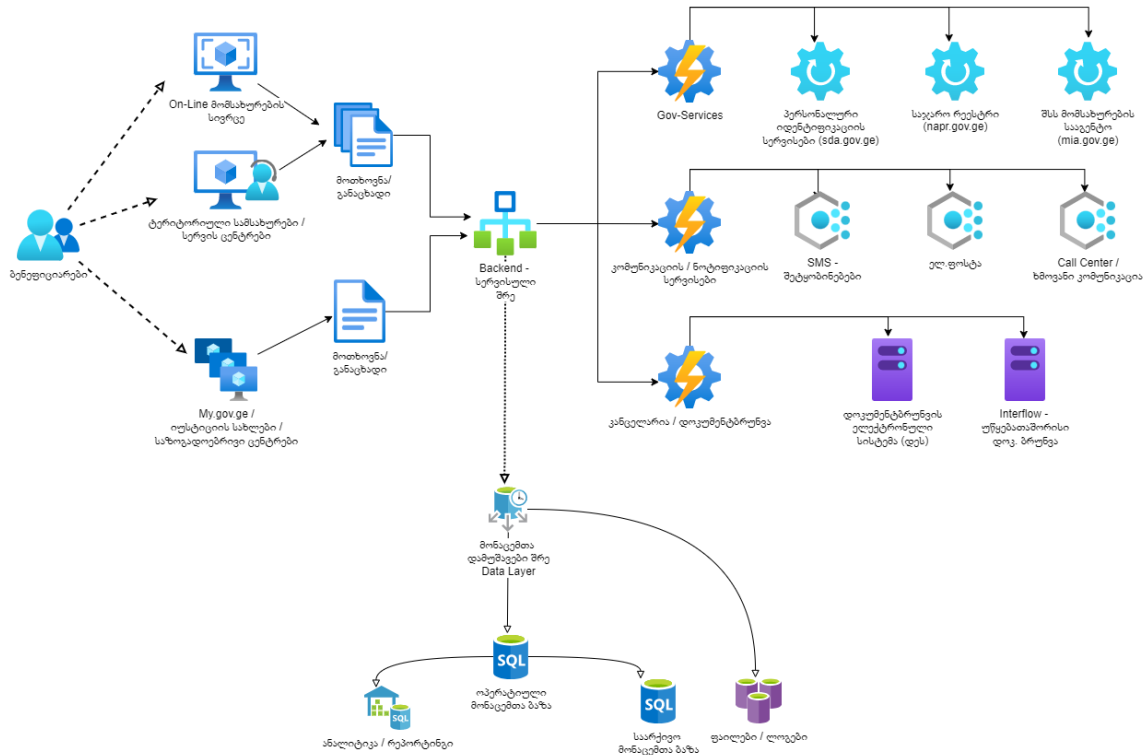 On-Line მომსახურების
სივრცე
ტერიტორიული სამსახურები /
სერვის ცენტრები
ბენეფიციარები
My.gov.ge /
იუსტიციის სახლები /
საზოგადოებრივი ცენტრები
მოთხოვნა/
განაცხადი
მოთხოვნა/
განაცხადი
Backend -
სერვისული
შრე
Gov-Services
პერსონალური
იდენტიფიკაციის
სერვისები (sda.gov.ge)
საჯარო რეესტრი
(napr.gov.ge)
შსს მომსახურების
სააგენტო
(mia.gov.ge)
კომუნიკაციის / ნოტიფიკაციის
სერვისები
SMS -
შეტყობინებები
ელ.ფოსტა
Call Center /
ხმოვანი კომუნიკაცია
კანცელარია / დოკუმენტბრუნვა
დოკუმენტბრუნვის
ელექტრონული
სისტემა (დეს)
Interflow -
უწყებათაშორისი
დოკ. ბრუნვა
მონაცემთა
დამუშავები შრე
Data Layer
SQL
ოპერატიული
მონაცემთა ბაზა
SQL
ანალიტიკა / რეპორტინგი
SQL
საარქივო
მონაცემთა ბაზა
ფაილები / ლოგები